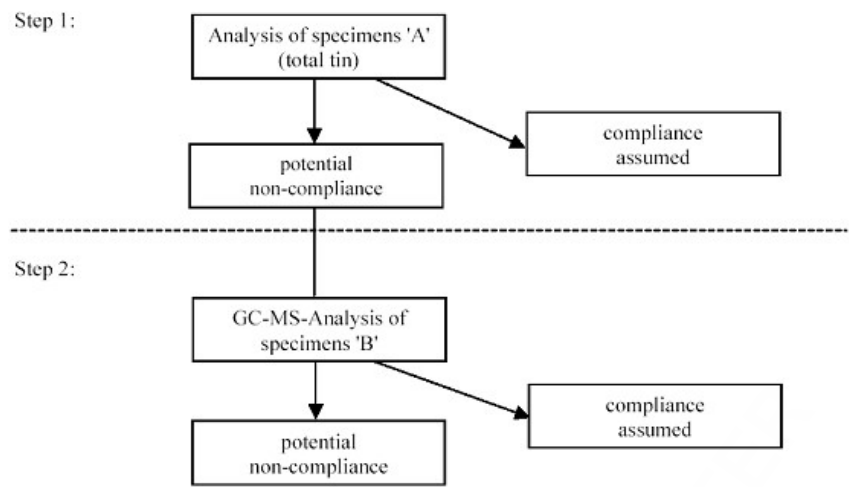 Step 1:
Analysis of specimens 'A'
(total tin)
compliance
assumed
potential
non-compliance
Step 2:
GC-MS-Analysis of
specimens 'B'
compliance
assumed
potential
non-compliance